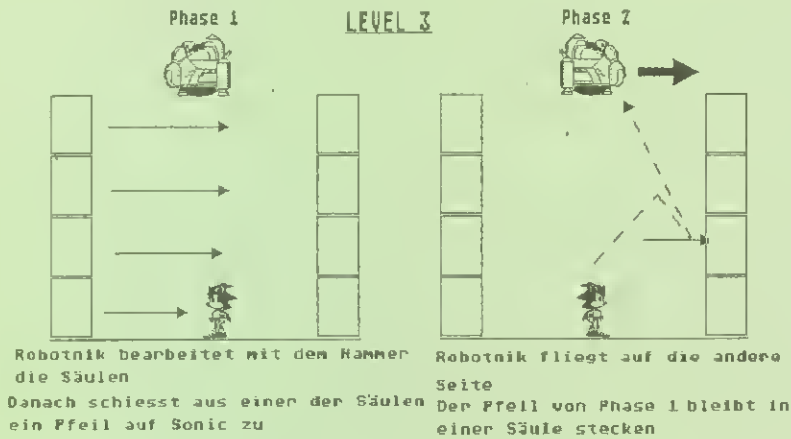 Phase 1
LEVEL 3
Phase 2
Robotnik bearbeitet mit dem Hammer
die Säulen
Danach schiesst aus einer der Säulen
ein Pfeil auf Sonic zu
Robotnik fliegt auf die andere
Seite
Der Pfeil von Phase 1 bleibt in
einer Säule stecken